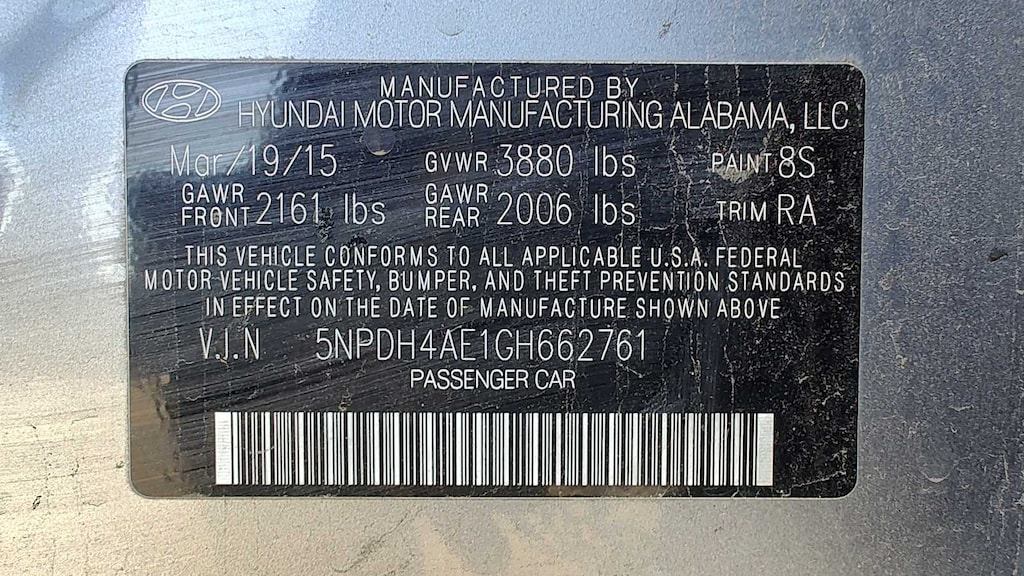 MANUFACTURED BY
HYUNDAI MOTOR MANUFACTURING ALABAMA, LLC
Mar/19/15 GVWR 3880 lbs PAINT 8S
GAWR FRONT 2161 lbs GAWR REAR 2006 lbs TRIM RA
THIS VEHICLE CONFORMS TO ALL APPLICABLE U.S.A. FEDERAL
MOTOR VEHICLE SAFETY, BUMPER, AND THEFT PREVENTION STANDARDS
IN EFFECT ON THE DATE OF MANUFACTURE SHOWN ABOVE
V.I.N 5NPDH4AE1GH662761
PASSENGER CAR